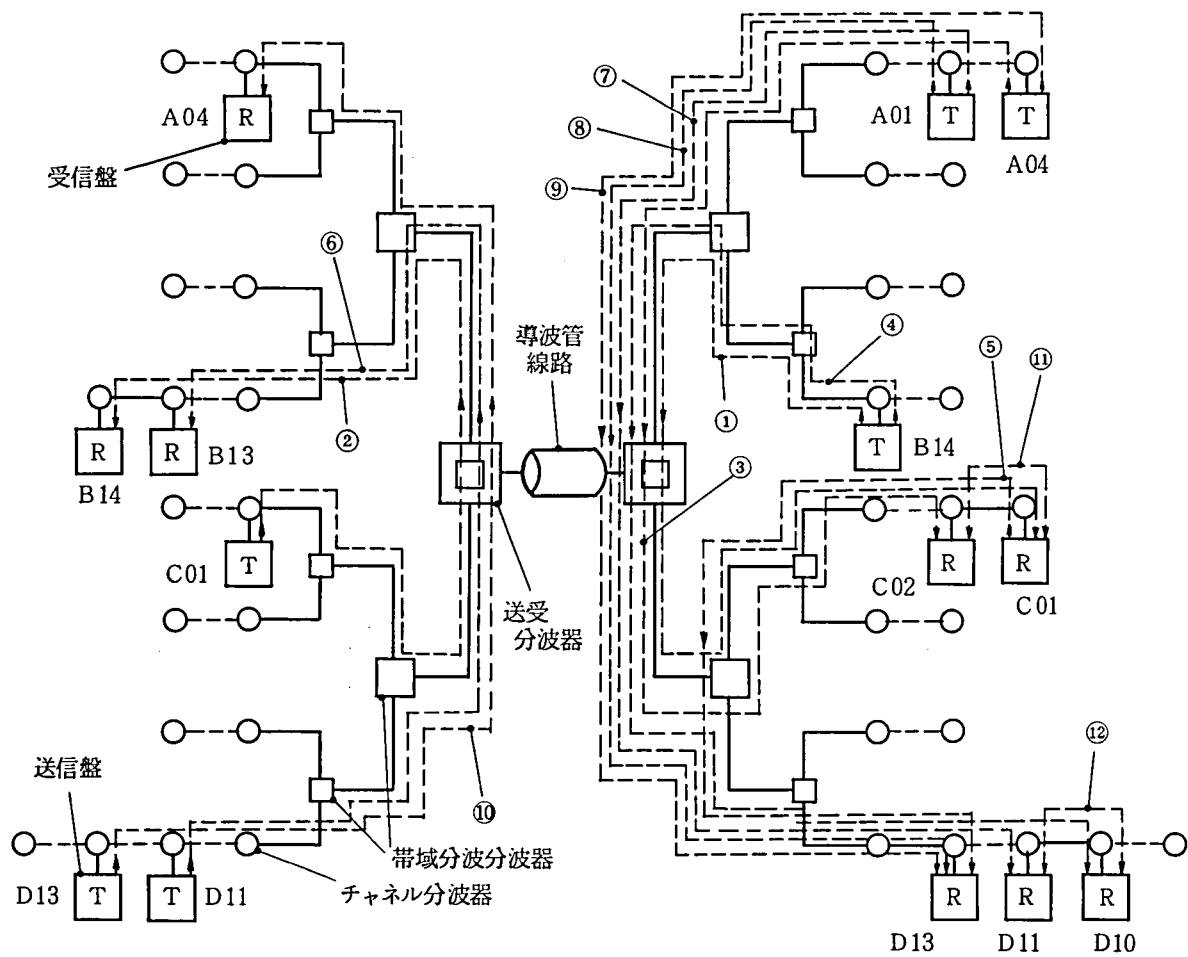 A04
R
受信盤
⑥
②
R
R
B13
B14
C01
T
送受
分波器
導波管
線路
送信盤
⑩
帯域分波分波器
チャネル分波器
D13
T
T
D11
⑦
⑧
⑨
A01
T
T
A04
④
①
T
B14
⑤
⑪
③
R
R
C02
C01
⑫
R
R
R
D13
D11
D10